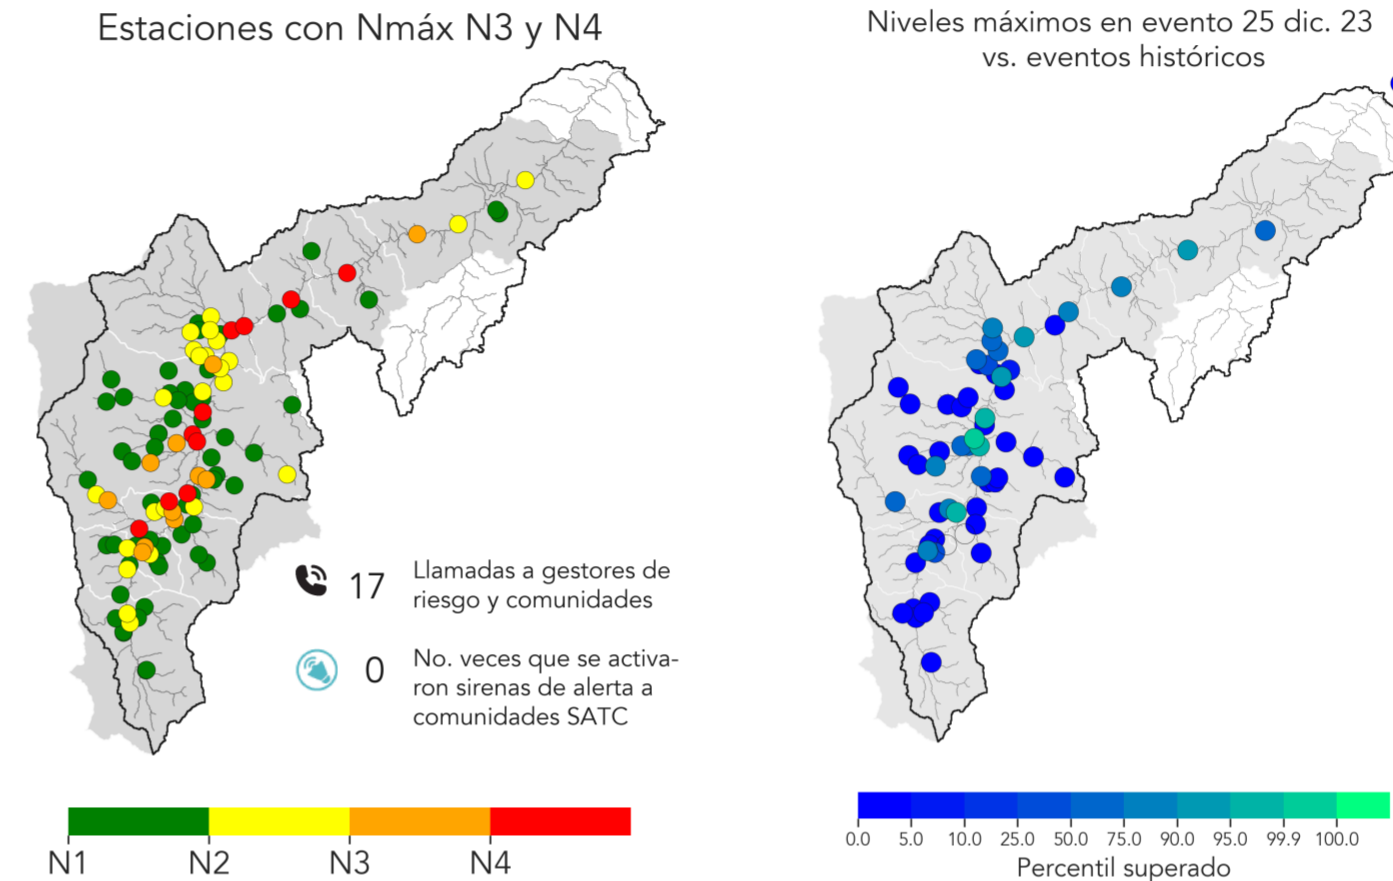 Estaciones con Nmáx N3 y N4
17
Llamadas a gestores de
riesgo y comunidades
0
No. veces que se activa-
ron sirenas de alerta a
comunidades SATC
N1 N2 N3 N4
Niveles máximos en evento 25 dic. 23
vs. eventos históricos
0.0 5.0 10.0 25.0 50.0 75.0 90.0 95.0 99.9 100.0
Percentil superado